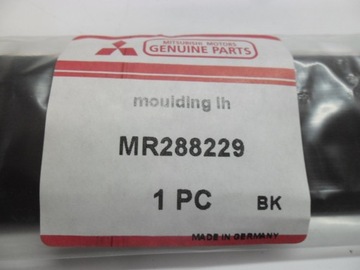 MITSUBISHI MOTORS
GENUINE PARTS
moulding lh
MR288229
1 PC BK
MADE IN GERMANY